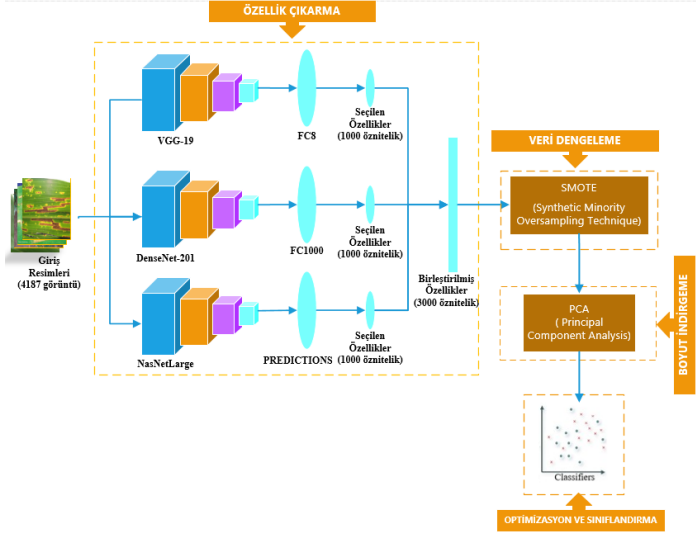 ÖZELLİK ÇIKARMA
VGG-19
FC8
Seçilen
Özellikler
(1000 öznitelik)
DenseNet-201
FC1000
Seçilen
Özellikler
(1000 öznitelik)
NasNetLarge
PREDICTIONS
Seçilen
Özellikler
(1000 öznitelik)
Giriş
Resimleri
(4187 görüntü)
Birleştirilmiş
Özellikler
(3000 öznitelik)
VERİ DENGELEME
SMOTE
(Synthetic Minority
Oversampling Technique)
PCA
( Principal
Component Analysis)
BOYUT İNDİRGEME
Classifiers
OPTİMİZASYON VE SINIFLANDIRMA